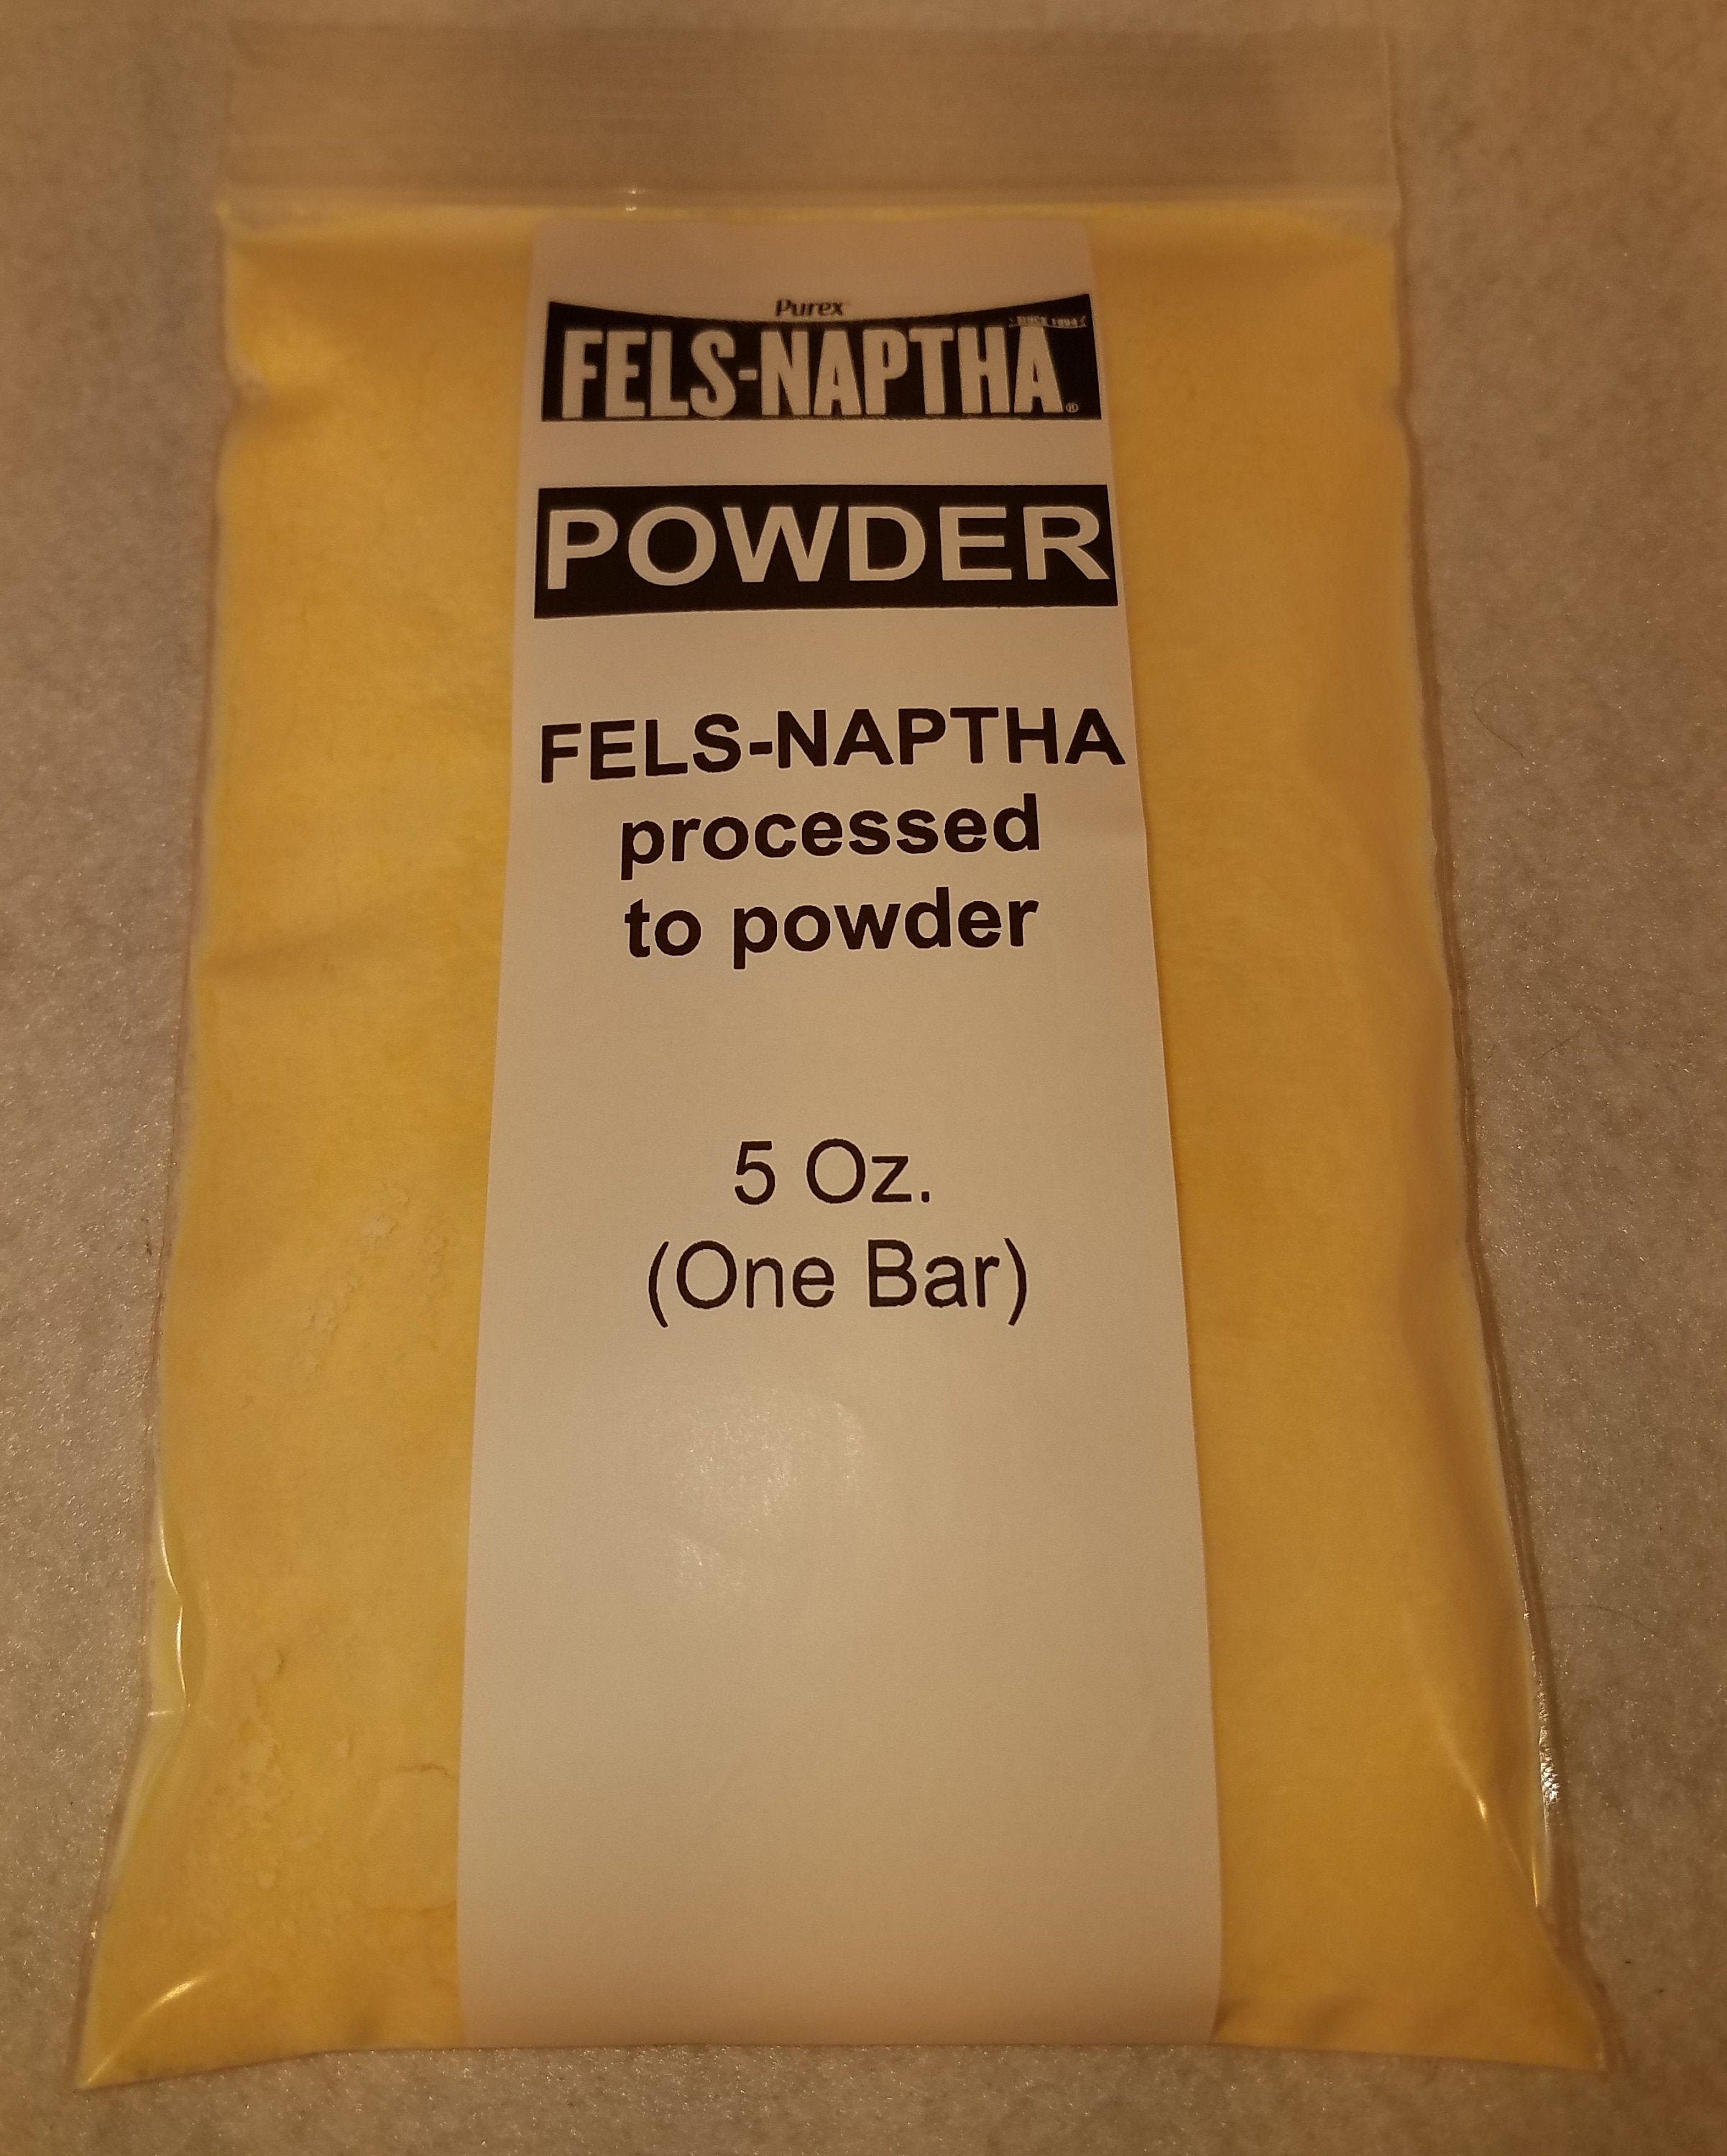 Purex
SINCE 1894
FELS-NAPTHA®
POWDER
FELS-NAPTHA
processed
to powder
5 Oz.
(One Bar)